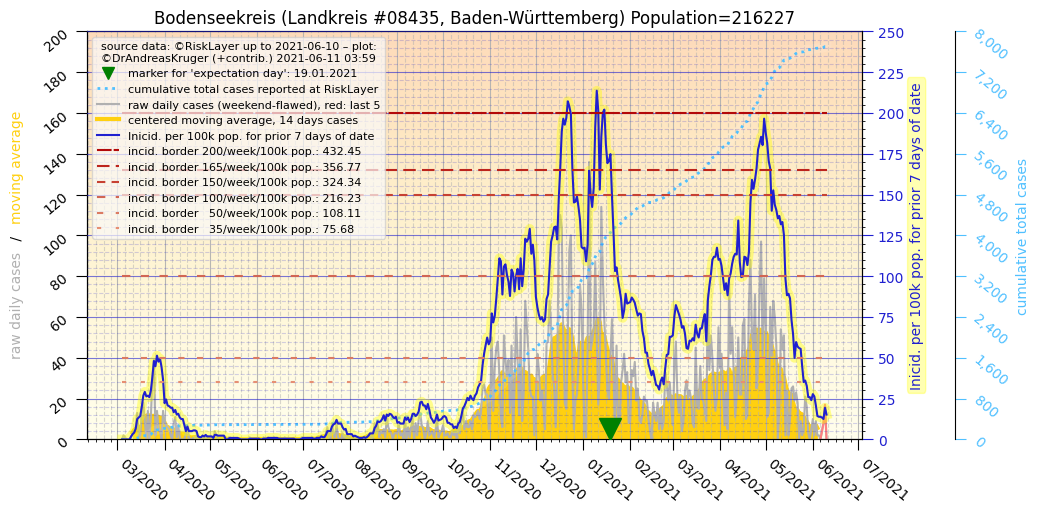 Bodenseekreis (Landkreis #08435, Baden-Württemberg) Population=216227
source data: ©RiskLayer up to 2021-06-10 – plot:
©DrAndreasKruger (+contrib.) 2021-06-11 03:59
marker for 'expectation day': 19.01.2021
cumulative total cases reported at RiskLayer
raw daily cases (weekend-flawed), red: last 5
centered moving average, 14 days cases
Inicid. per 100k pop. for prior 7 days of date
incid. border 200/week/100k pop.: 432.45
incid. border 165/week/100k pop.: 356.77
incid. border 150/week/100k pop.: 324.34
incid. border 100/week/100k pop.: 216.23
incid. border 50/week/100k pop.: 108.11
incid. border 35/week/100k pop.: 75.68
raw daily cases / moving average
200
180
160
140
120
100
80
60
40
20
0
250
225
200
175
150
125
100
75
50
25
0
Inicid. per 100k pop. for prior 7 days of date
8,000
7,200
6,400
5,600
4,800
4,000
3,200
2,400
1,600
800
0
cumulative total cases
03/2020
04/2020
05/2020
06/2020
07/2020
08/2020
09/2020
10/2020
11/2020
12/2020
01/2021
02/2021
03/2021
04/2021
05/2021
06/2021
07/2021